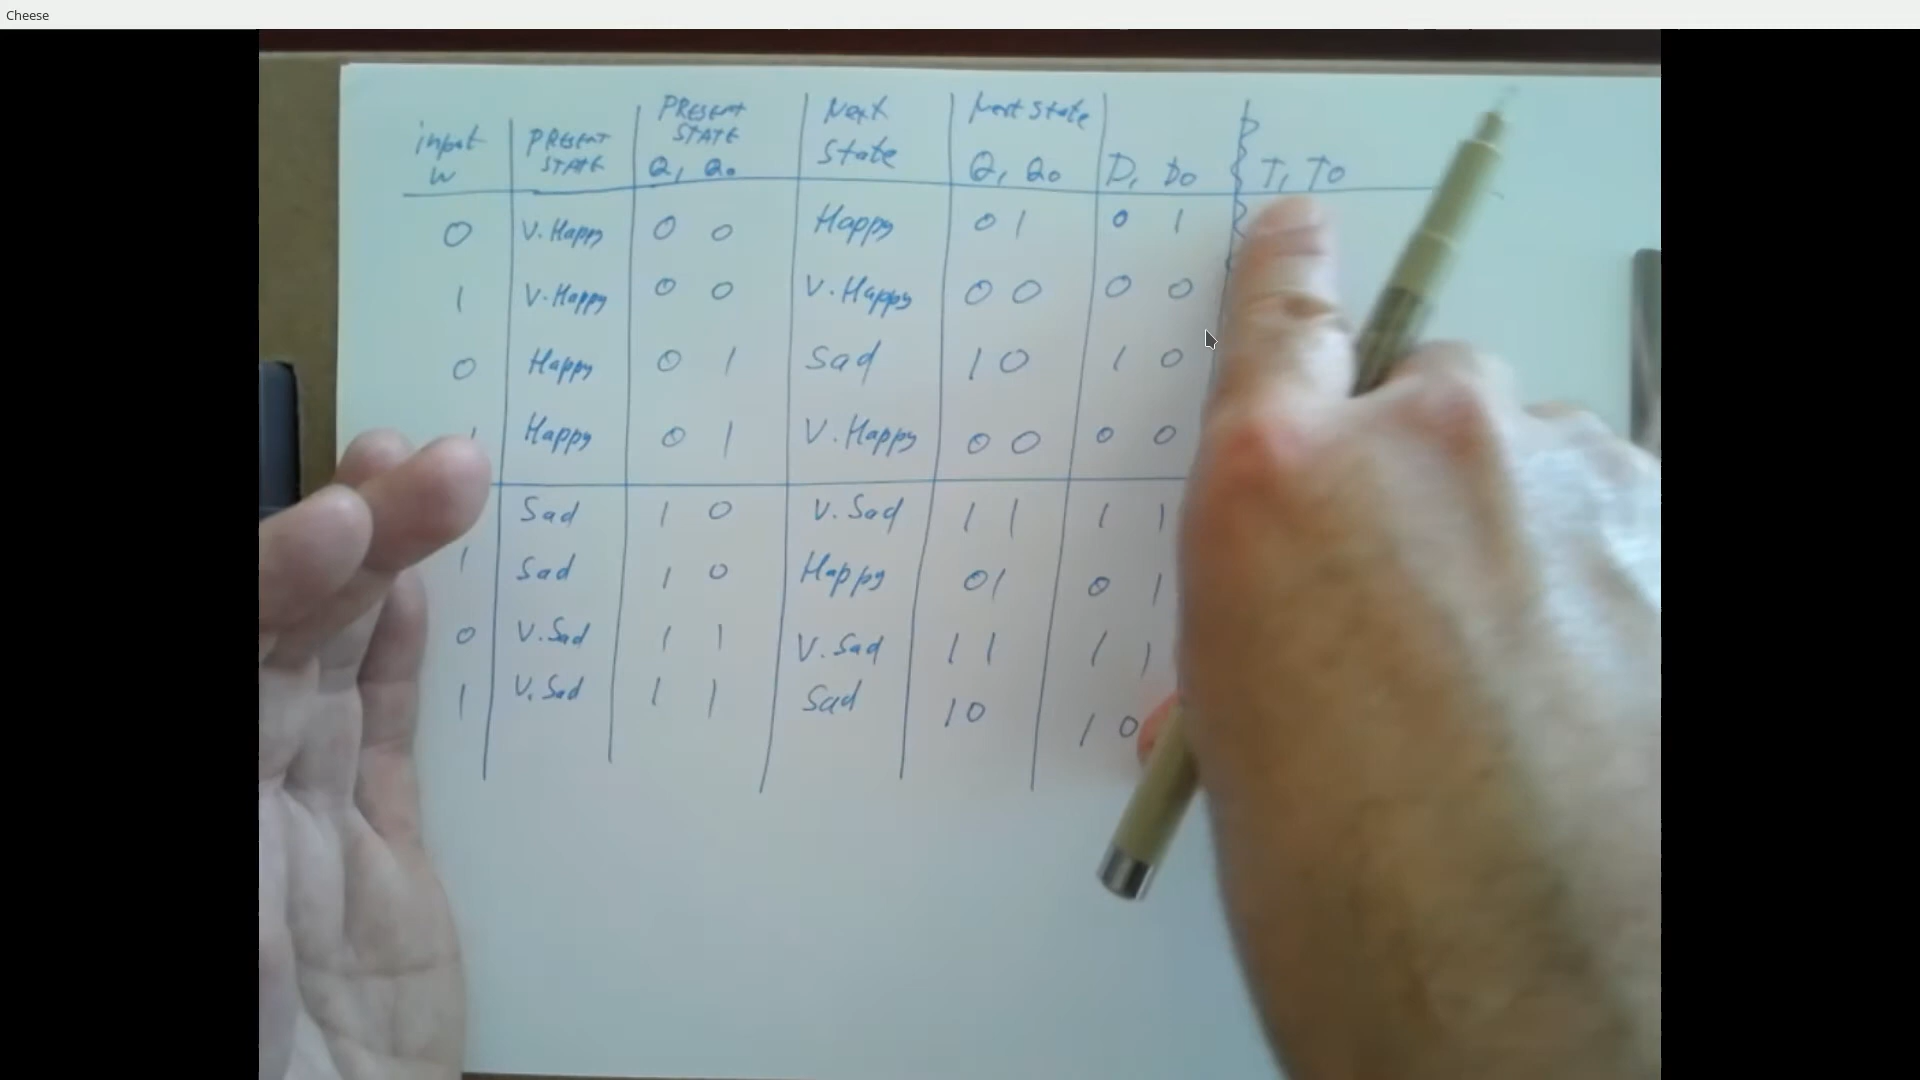 Cheese
input W | PRESENT STATE | PRESENT STATE Q1 Q0 | Next State | Next State Q1 Q0 | D1 D0 | T1 T0
0 V.Happy 0 0 Happy 0 1 0 1
1 V.Happy 0 0 V.Happy 0 0 0 0
0 Happy 0 1 Sad 1 0 1 0
Happy 0 1 V.Happy 0 0 0 0
Sad 1 0 V.Sad 1 1 1 1
1 Sad 1 0 Happy 0 1 0 1
0 V.Sad 1 1 V.Sad 1 1 1 1
1 V.Sad 1 1 Sad 1 0 1 0